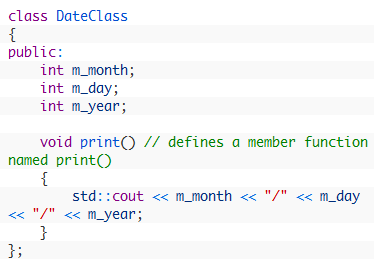 class DateClass
{
public:
    int m_month;
    int m_day;
    int m_year;

    void print() // defines a member function
named print()
    {
        std::cout << m_month << "/" << m_day
<< "/" << m_year;
    }
};